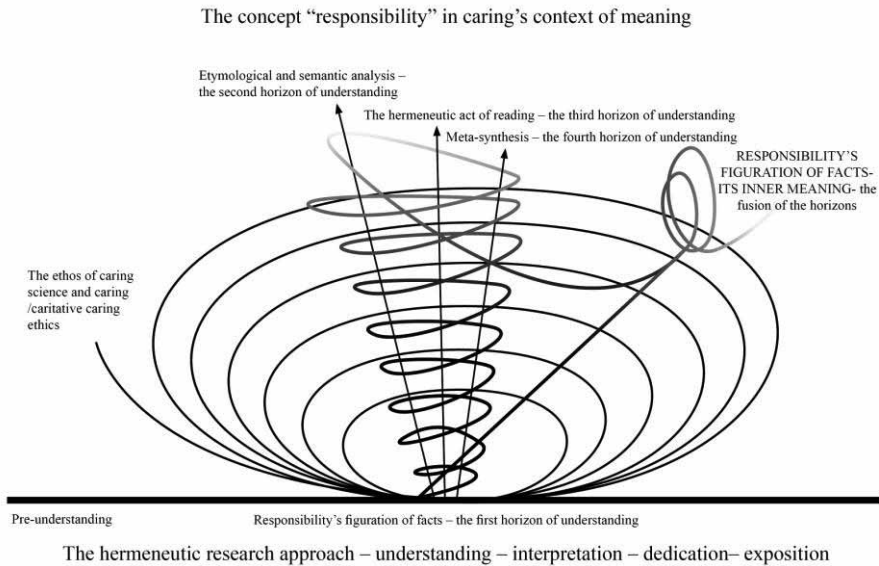 The concept “responsibility” in caring’s context of meaning
Etymological and semantic analysis –
the second horizon of understanding
The hermeneutic act of reading – the third horizon of understanding
Meta-synthesis – the fourth horizon of understanding
RESPONSIBILITY’S
FIGURATION OF FACTS-
ITS INNER MEANING- the
fusion of the horizons
The ethos of caring
science and caring
/caritative caring
ethics
Pre-understanding
Responsibility’s figuration of facts – the first horizon of understanding
The hermeneutic research approach – understanding – interpretation – dedication– exposition